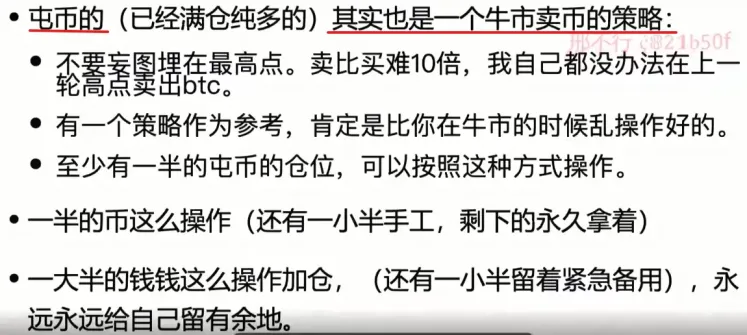 • 屯币的（已经满仓纯多的）其实也是一个牛市卖币的策略：
邢不行 c821b50f
• 不要妄图埋在最高点。卖比买难10倍，我自己都没办法在上一
轮高点卖出btc。
• 有一个策略作为参考，肯定是比你在牛市的时候乱操作好的。
• 至少有一半的屯币的仓位，可以按照这种方式操作。
• 一半的币这么操作（还有一小半手工，剩下的永久拿着）
• 一大半的钱钱这么操作加仓，（还有一小半留着紧急备用），永
远永远给自己留有余地。